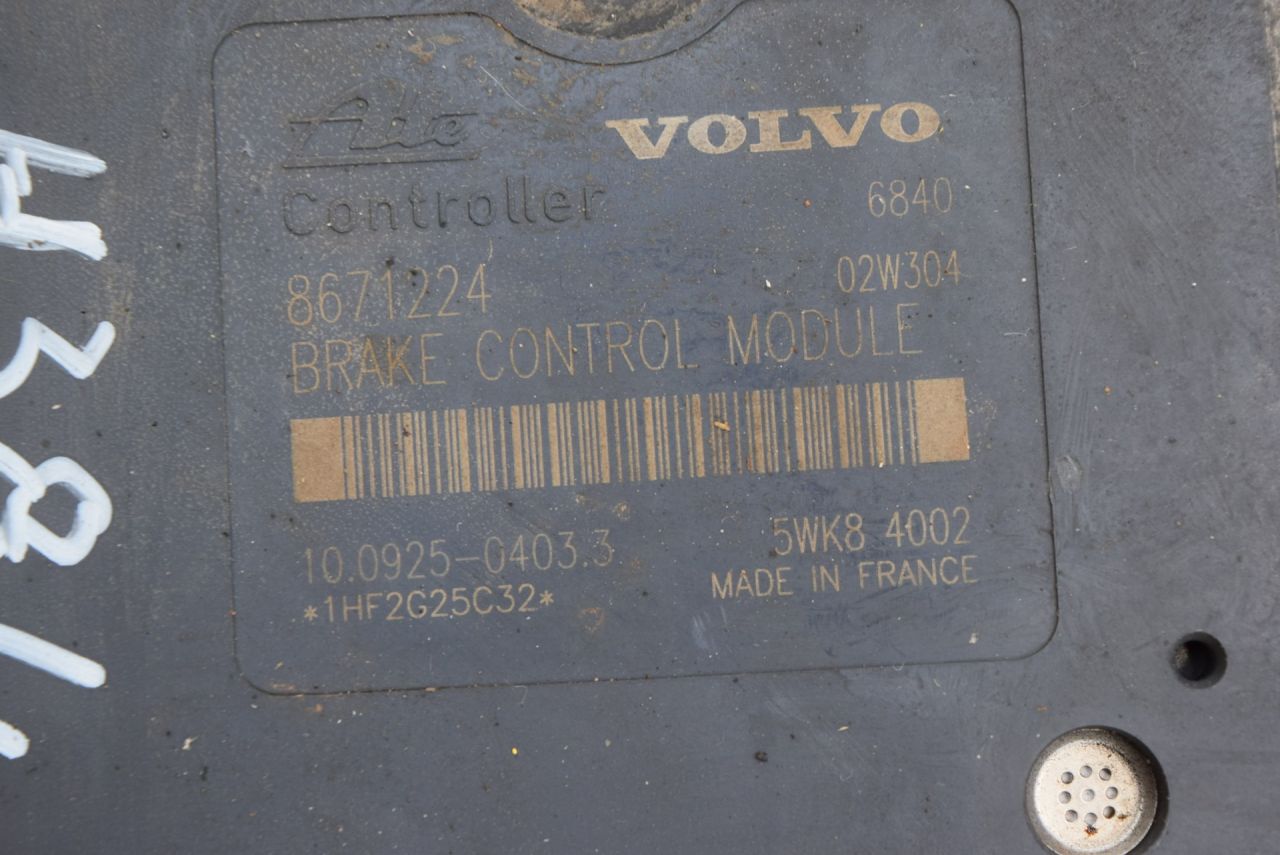 Ate VOLVO
Controller 6840
8671224 02W304
BRAKE CONTROL MODULE
10.0925-0403.3 5WK8 4002
*1HF2G25C32* MADE IN FRANCE
H381